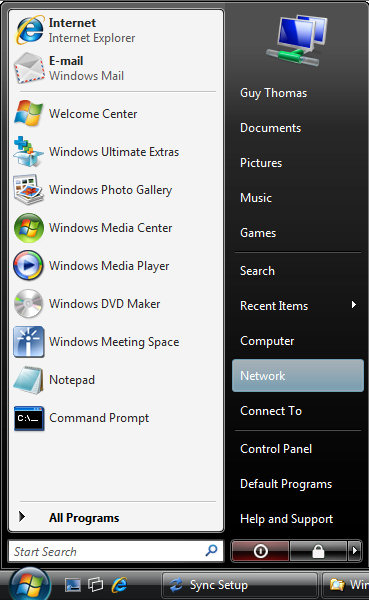 Internet
Internet Explorer
E-mail
Windows Mail
Welcome Center
Windows Ultimate Extras
Windows Photo Gallery
Windows Media Center
Windows Media Player
Windows DVD Maker
Windows Meeting Space
Notepad
C:\_
Command Prompt
All Programs
Start Search
Guy Thomas
Documents
Pictures
Music
Games
Search
Recent Items
Computer
Network
Connect To
Control Panel
Default Programs
Help and Support
Sync Setup
Win